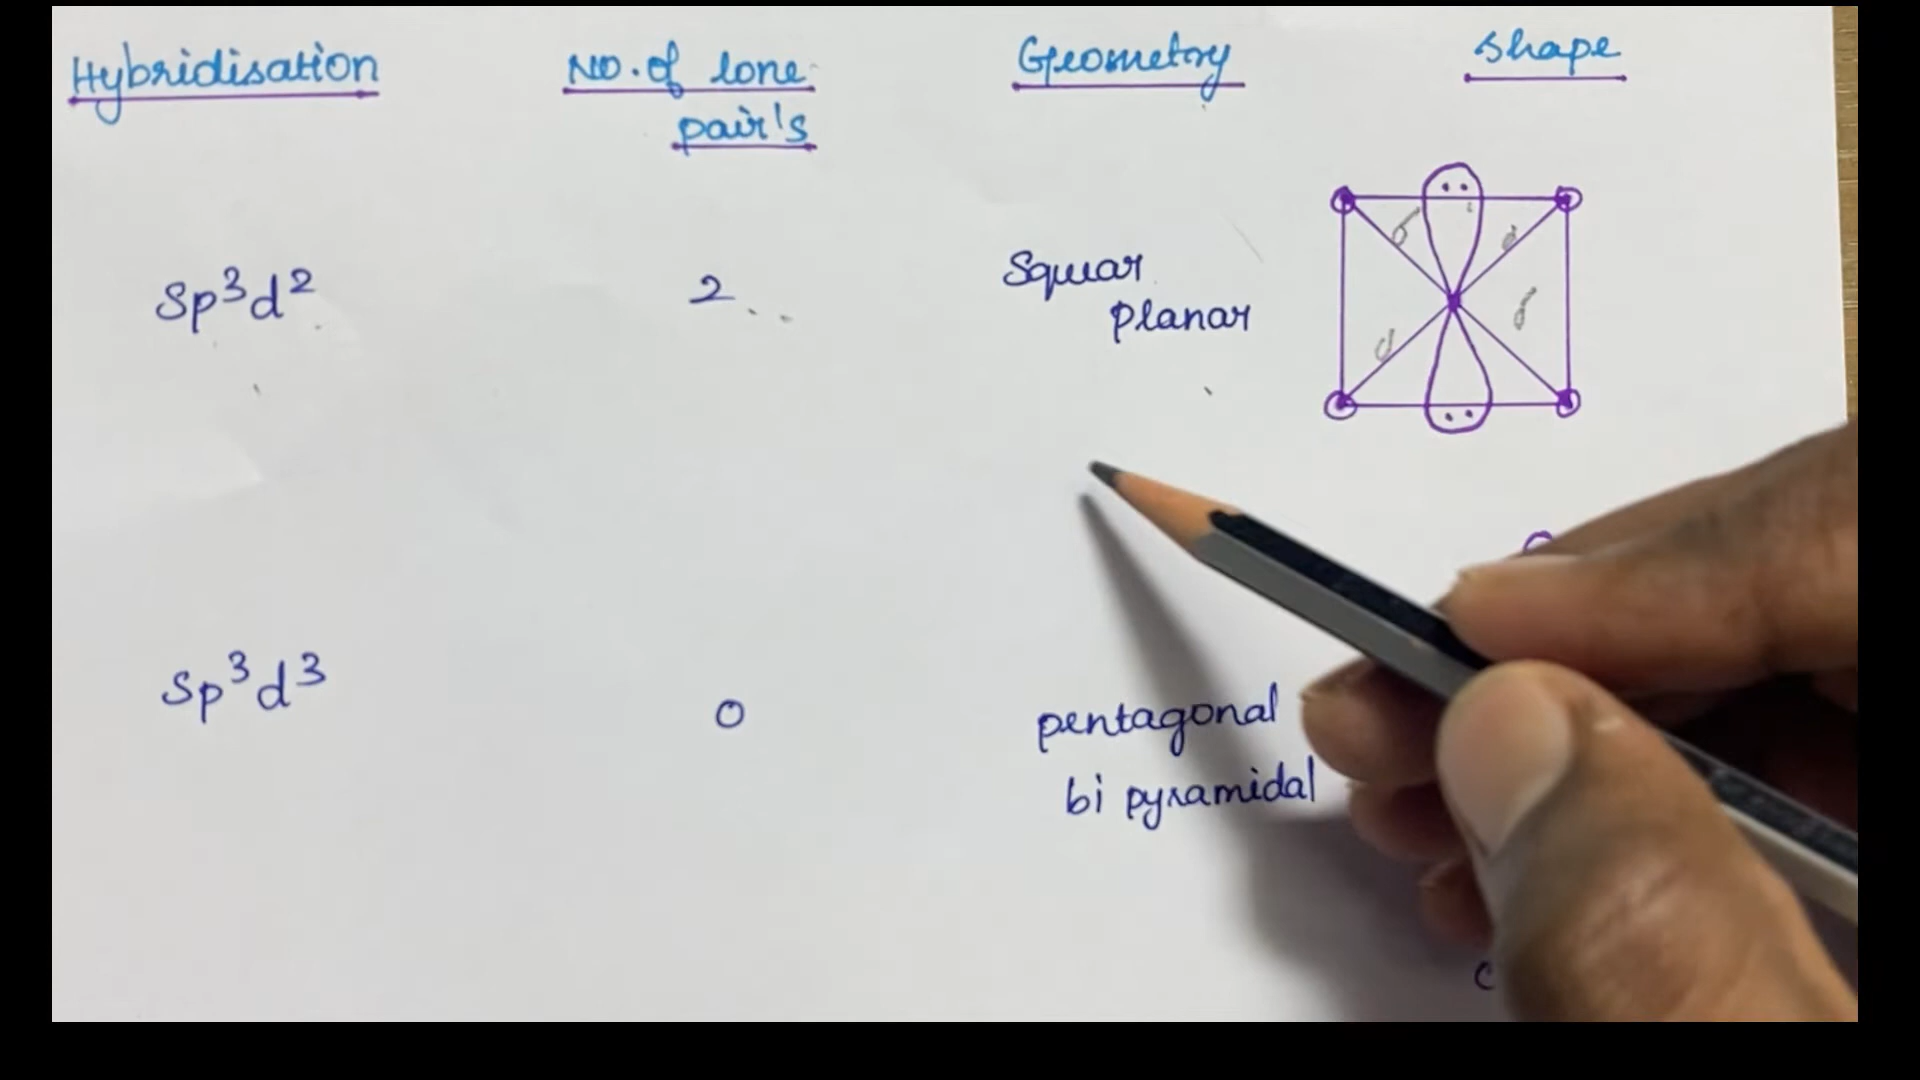 Hybridisation No. of lone pair's Geometry Shape
Sp³d² 2 Squar planar
σ σ
σ σ
Sp³d³ 0 pentagonal bi pyramidal